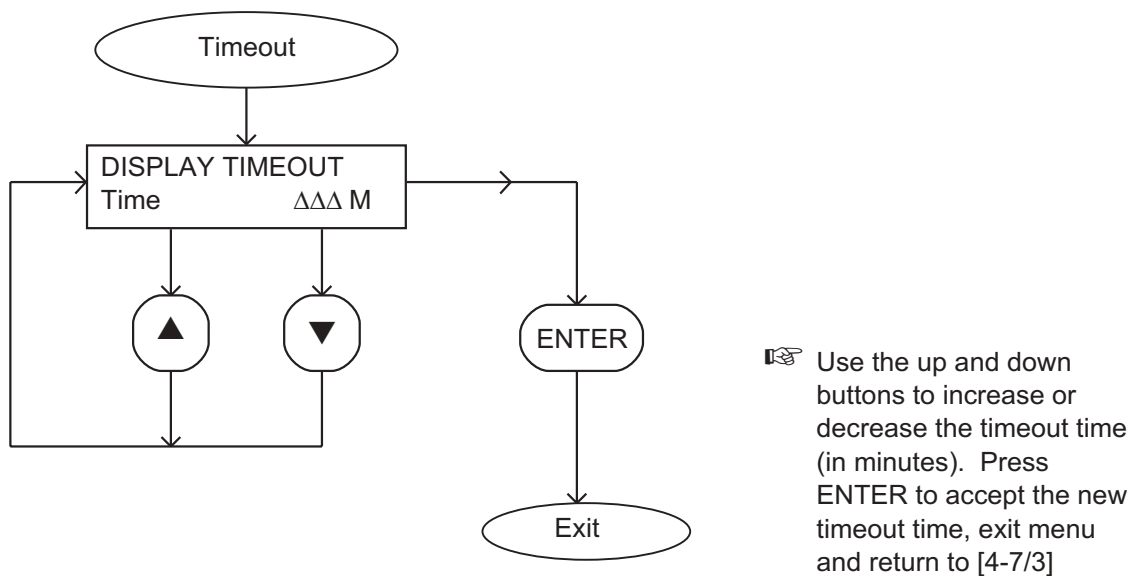 Timeout
DISPLAY TIMEOUT
Time ΔΔΔ M
▲ ▼
ENTER
Exit
☞ Use the up and down
buttons to increase or
decrease the timeout time
(in minutes). Press
ENTER to accept the new
timeout time, exit menu
and return to [4-7/3]